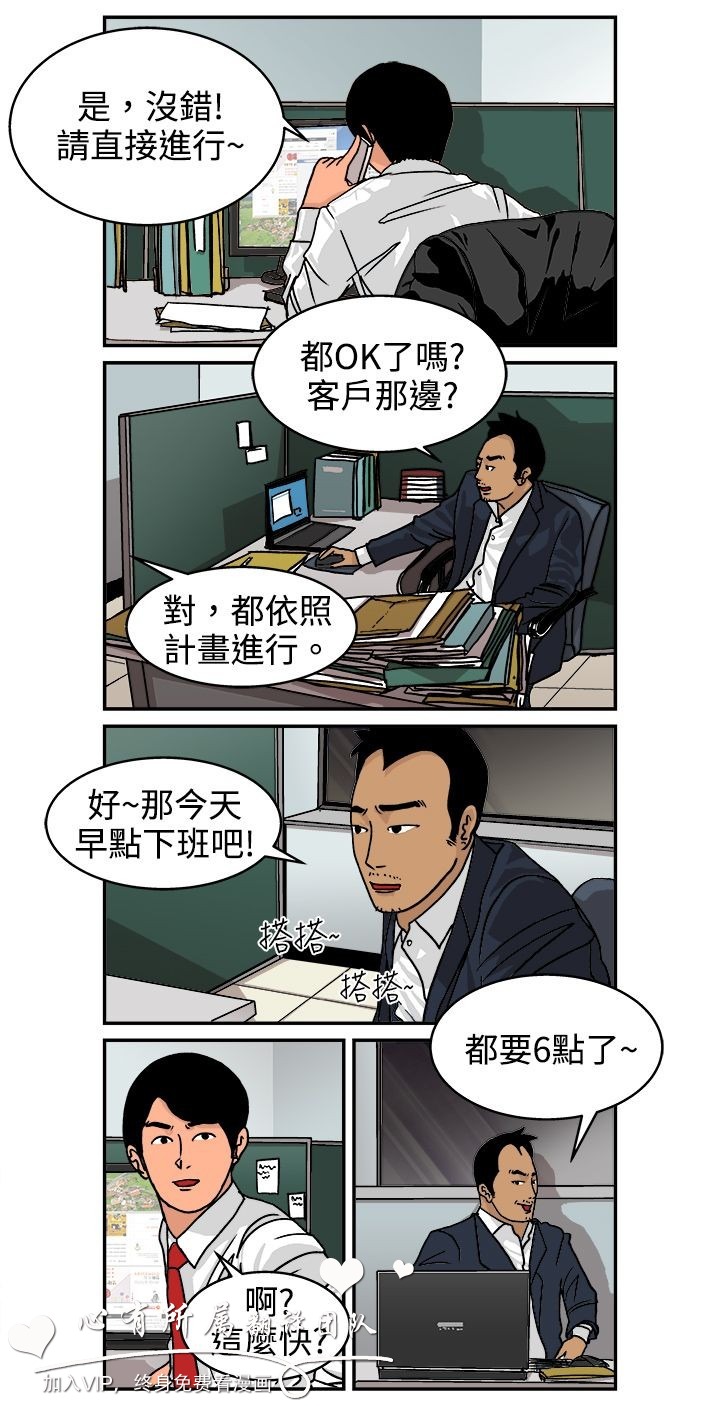 是，沒錯!
請直接進行~
都OK了嗎?
客戶那邊?
對，都依照
計畫進行。
好~那今天
早點下班吧!
搭搭~
搭搭~
都要6點了~
啊?
這麼快?
心有所屬翻譯团队
加入VIP，终身免费看漫画